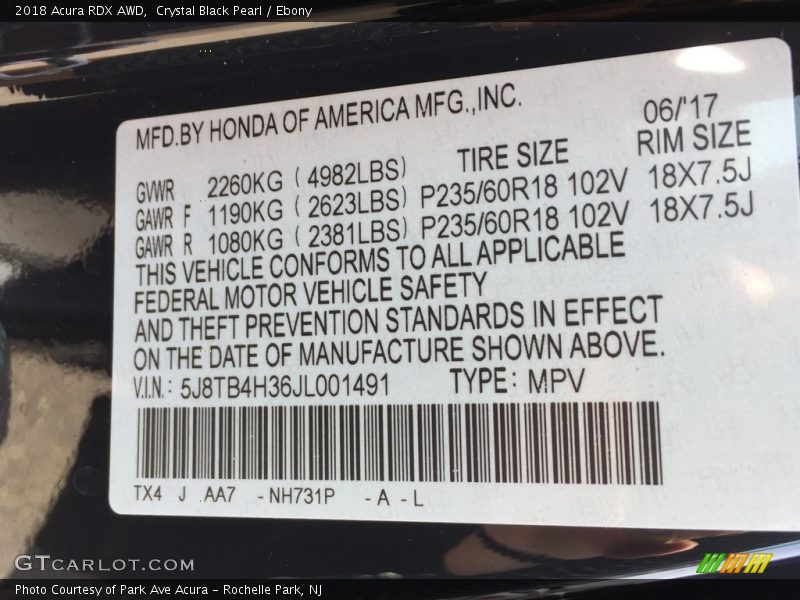 2018 Acura RDX AWD,  Crystal Black Pearl / Ebony
MFD.BY HONDA OF AMERICA MFG.,INC. 06/'17
TIRE SIZE RIM SIZE
GVWR 2260KG ( 4982LBS)
GAWR F 1190KG ( 2623LBS) P235/60R18 102V 18X7.5J
GAWR R 1080KG ( 2381LBS) P235/60R18 102V 18X7.5J
THIS VEHICLE CONFORMS TO ALL APPLICABLE
FEDERAL MOTOR VEHICLE SAFETY
AND THEFT PREVENTION STANDARDS IN EFFECT
ON THE DATE OF MANUFACTURE SHOWN ABOVE.
V.I.N.: 5J8TB4H36JL001491 TYPE: MPV
TX4 J AA7 - NH731P - A - L
GTCARLOT.COM
Photo Courtesy of Park Ave Acura – Rochelle Park, NJ